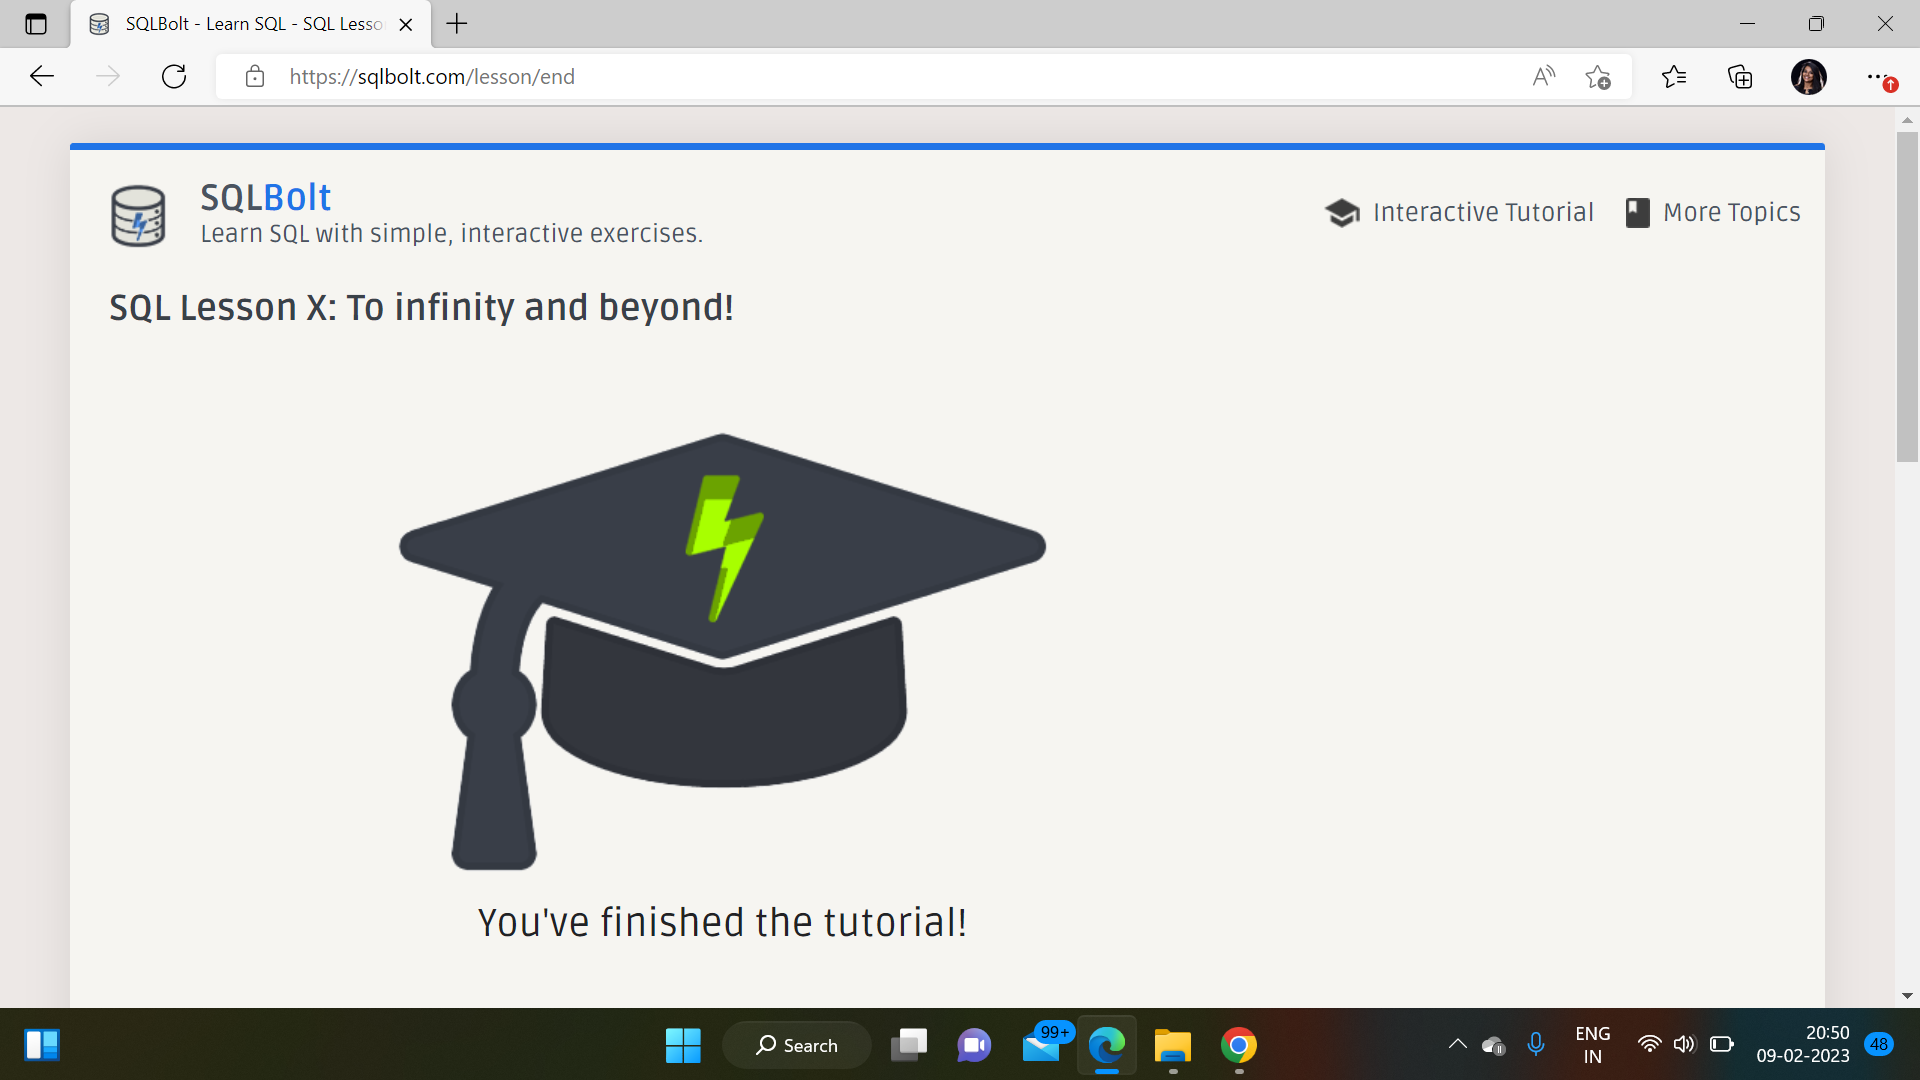 SQLBolt - Learn SQL - SQL Lesso
https://sqlbolt.com/lesson/end
SQLBolt
Learn SQL with simple, interactive exercises.
Interactive Tutorial
More Topics
SQL Lesson X: To infinity and beyond!
You've finished the tutorial!
Search
99+
ENG
IN
20:50
09-02-2023
48